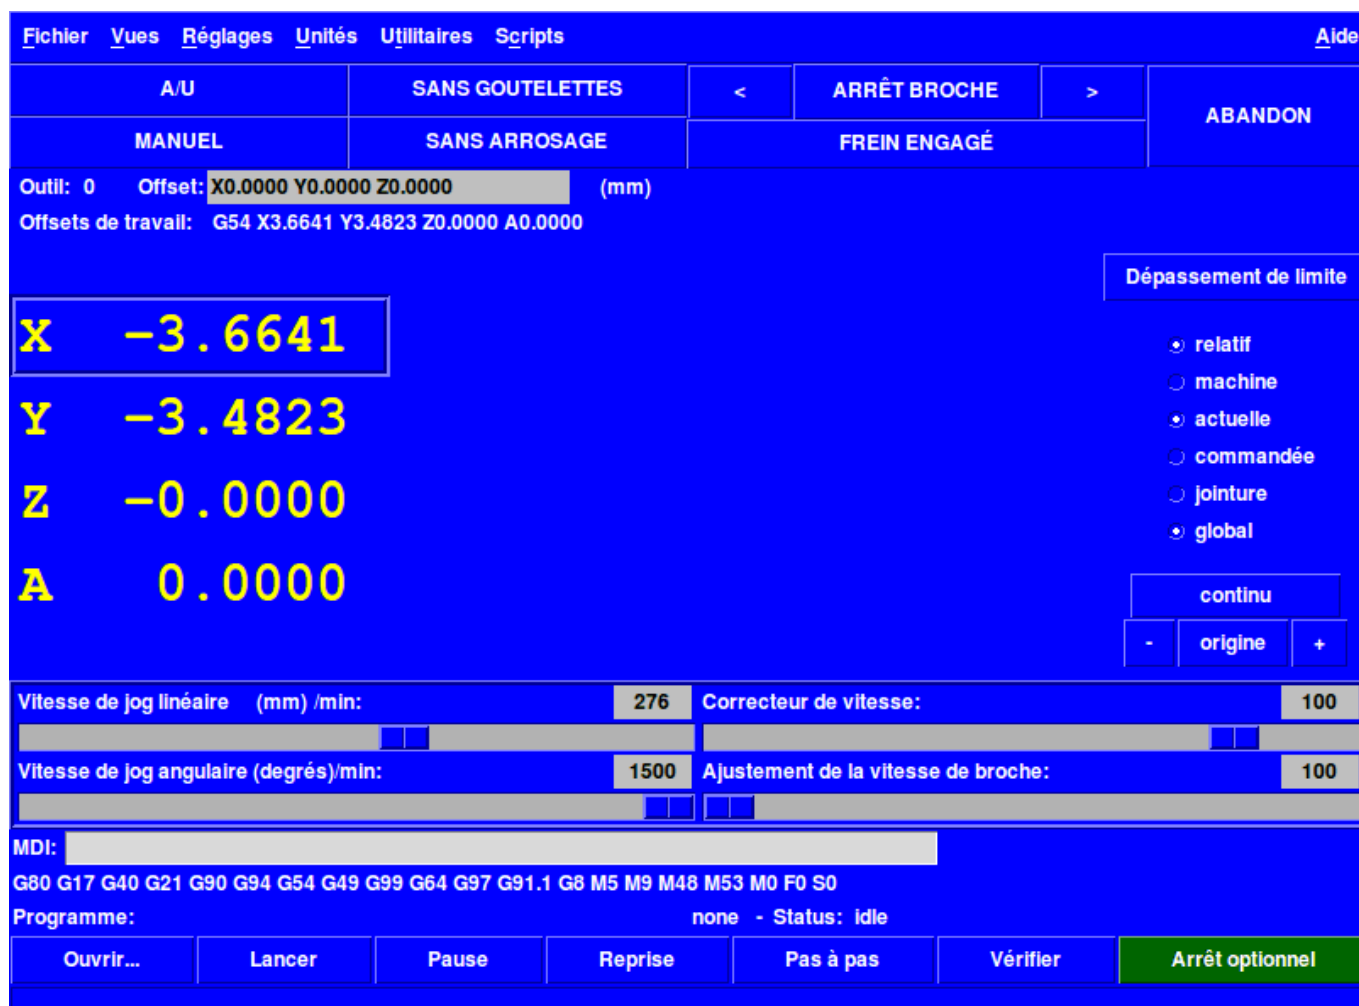 Fichier Vues Réglages Unités Utilitaires Scripts Aide
A/U SANS GOUTELETTES < ARRÊT BROCHE > ABANDON
MANUEL SANS ARROSAGE FREIN ENGAGÉ
Outil: 0 Offset: X0.0000 Y0.0000 Z0.0000 (mm)
Offsets de travail: G54 X3.6641 Y3.4823 Z0.0000 A0.0000
Dépassement de limite
X -3.6641
Y -3.4823
Z -0.0000
A 0.0000
relatif
machine
actuelle
commandée
jointure
global
continu
- origine +
Vitesse de jog linéaire (mm) /min: 276 Correcteur de vitesse: 100
Vitesse de jog angulaire (degrés)/min: 1500 Ajustement de la vitesse de broche: 100
MDI:
G80 G17 G40 G21 G90 G94 G54 G49 G99 G64 G97 G91.1 G8 M5 M9 M48 M53 M0 F0 S0
Programme: none - Status: idle
Ouvrir... Lancer Pause Reprise Pas à pas Vérifier Arrêt optionnel